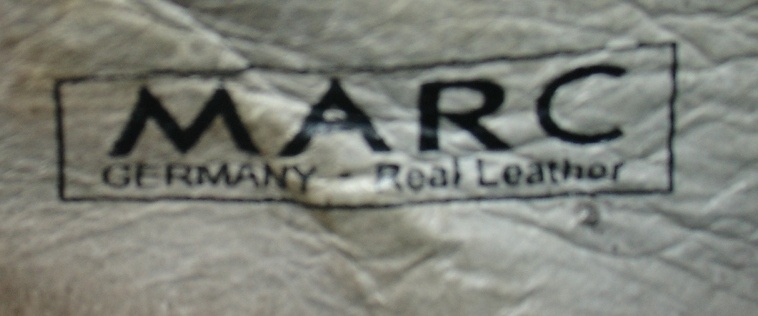 MARC
GERMANY - Real Leather